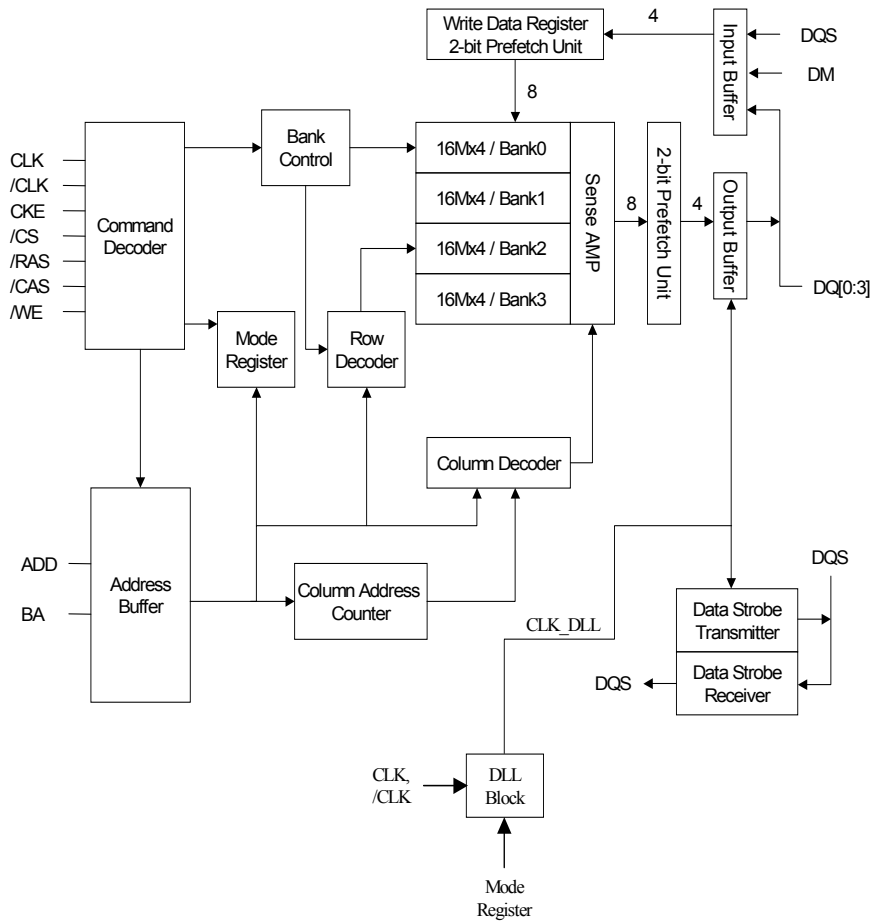 Write Data Register
2-bit Prefetch Unit
4
Input Buffer
DQS
DM
8
Bank
Control
16Mx4 / Bank0
16Mx4 / Bank1
16Mx4 / Bank2
16Mx4 / Bank3
Sense AMP
8
2-bit Prefetch Unit
4
Output Buffer
DQ[0:3]
CLK
/CLK
CKE
/CS
/RAS
/CAS
/WE
Command
Decoder
Mode
Register
Row
Decoder
Column Decoder
ADD
BA
Address
Buffer
Column Address
Counter
CLK_DLL
DQS
Data Strobe
Transmitter
Data Strobe
Receiver
DQS
CLK,
/CLK
DLL
Block
Mode
Register